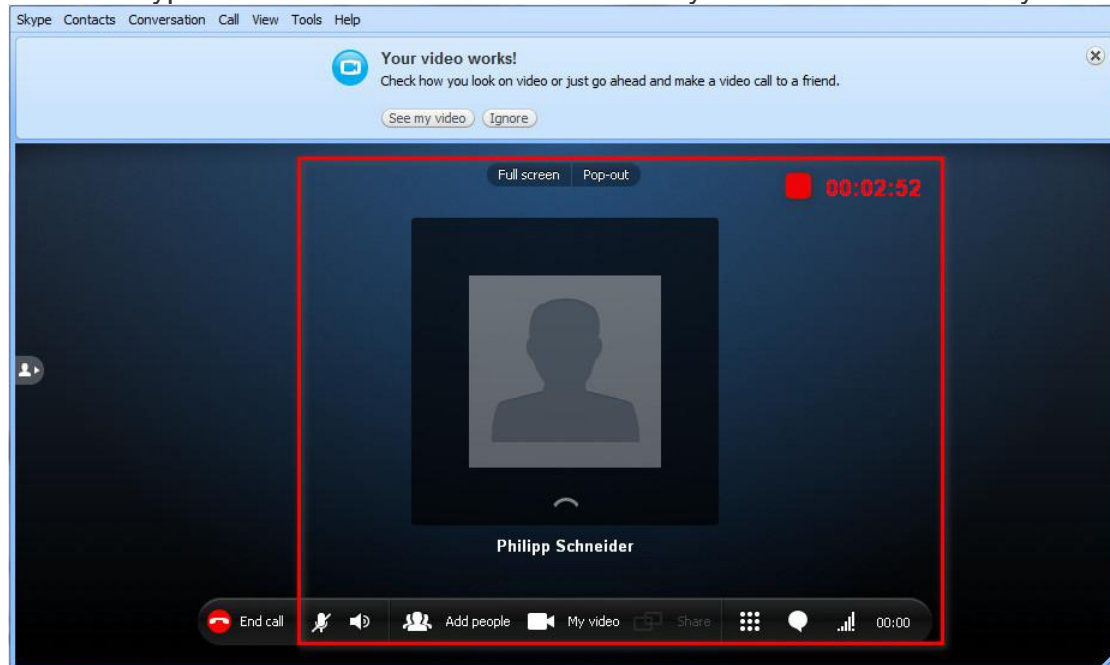 Skype Contacts Conversation Call View Tools Help
Your video works!
Check how you look on video or just go ahead and make a video call to a friend.
See my video Ignore
Full screen Pop-out
00:02:52
Philipp Schneider
End call Add people My video Share 00:00